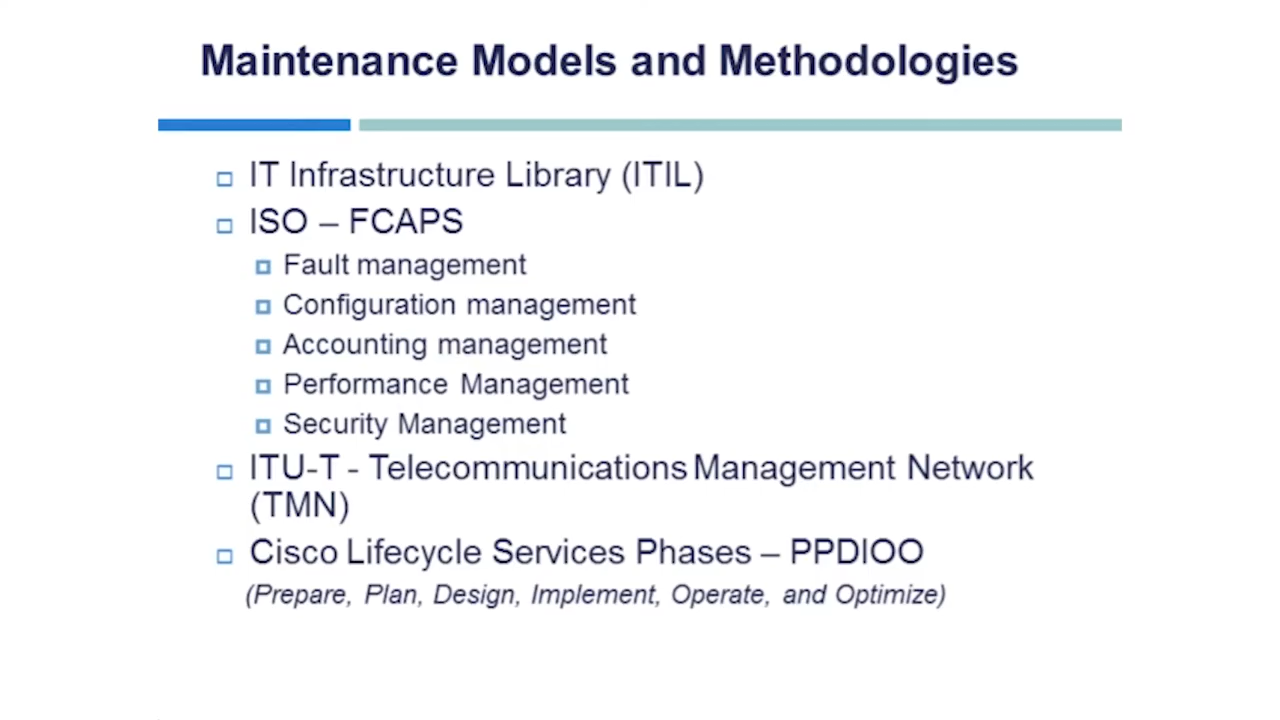 Maintenance Models and Methodologies
IT Infrastructure Library (ITIL)
ISO – FCAPS
Fault management
Configuration management
Accounting management
Performance Management
Security Management
ITU-T - Telecommunications Management Network
(TMN)
Cisco Lifecycle Services Phases – PPDIOO
(Prepare, Plan, Design, Implement, Operate, and Optimize)